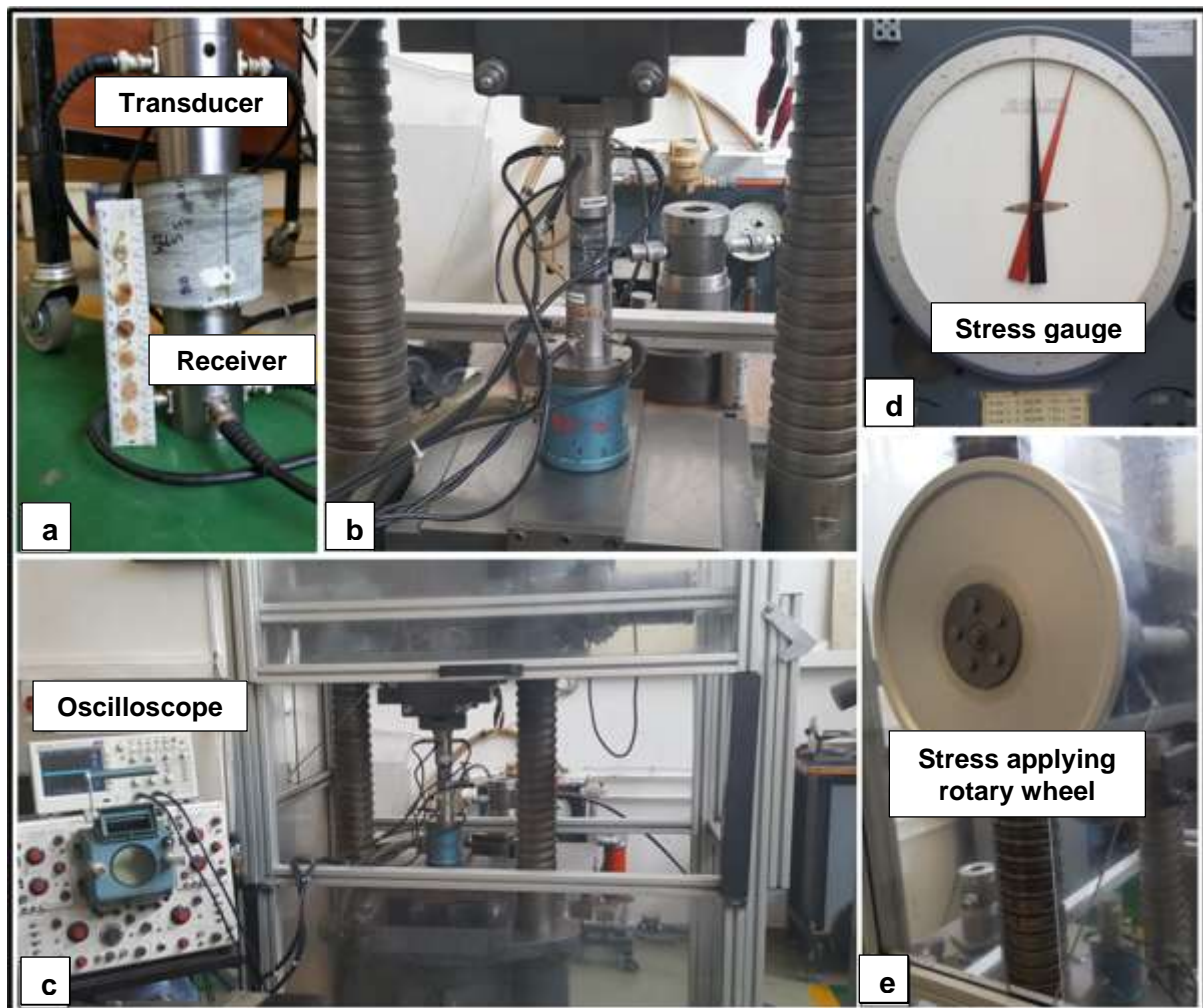 Transducer
Receiver
a
b
Oscilloscope
c
Stress gauge
d
Stress applying
rotary wheel
e